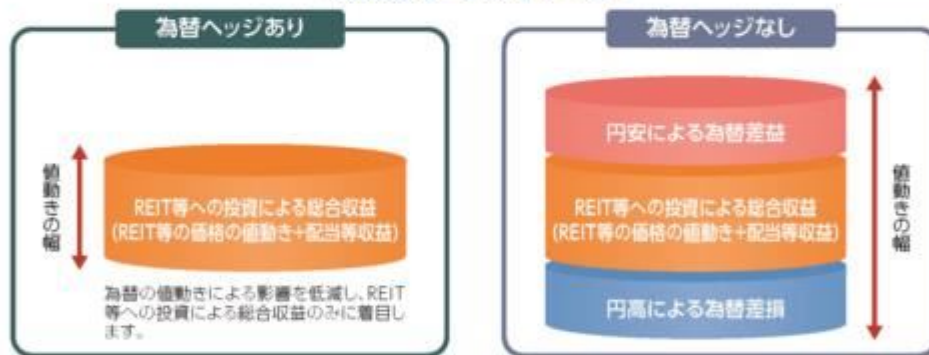 為替ヘッジあり
値動きの幅
REIT等への投資による総合収益
(REIT等の価格の値動き+配当等収益)
為替の値動きによる影響を低減し、REIT
等への投資による総合収益のみに着目し
ます。
為替ヘッジなし
円安による為替差益
REIT等への投資による総合収益
(REIT等の価格の値動き+配当等収益)
円高による為替差損
値動きの幅